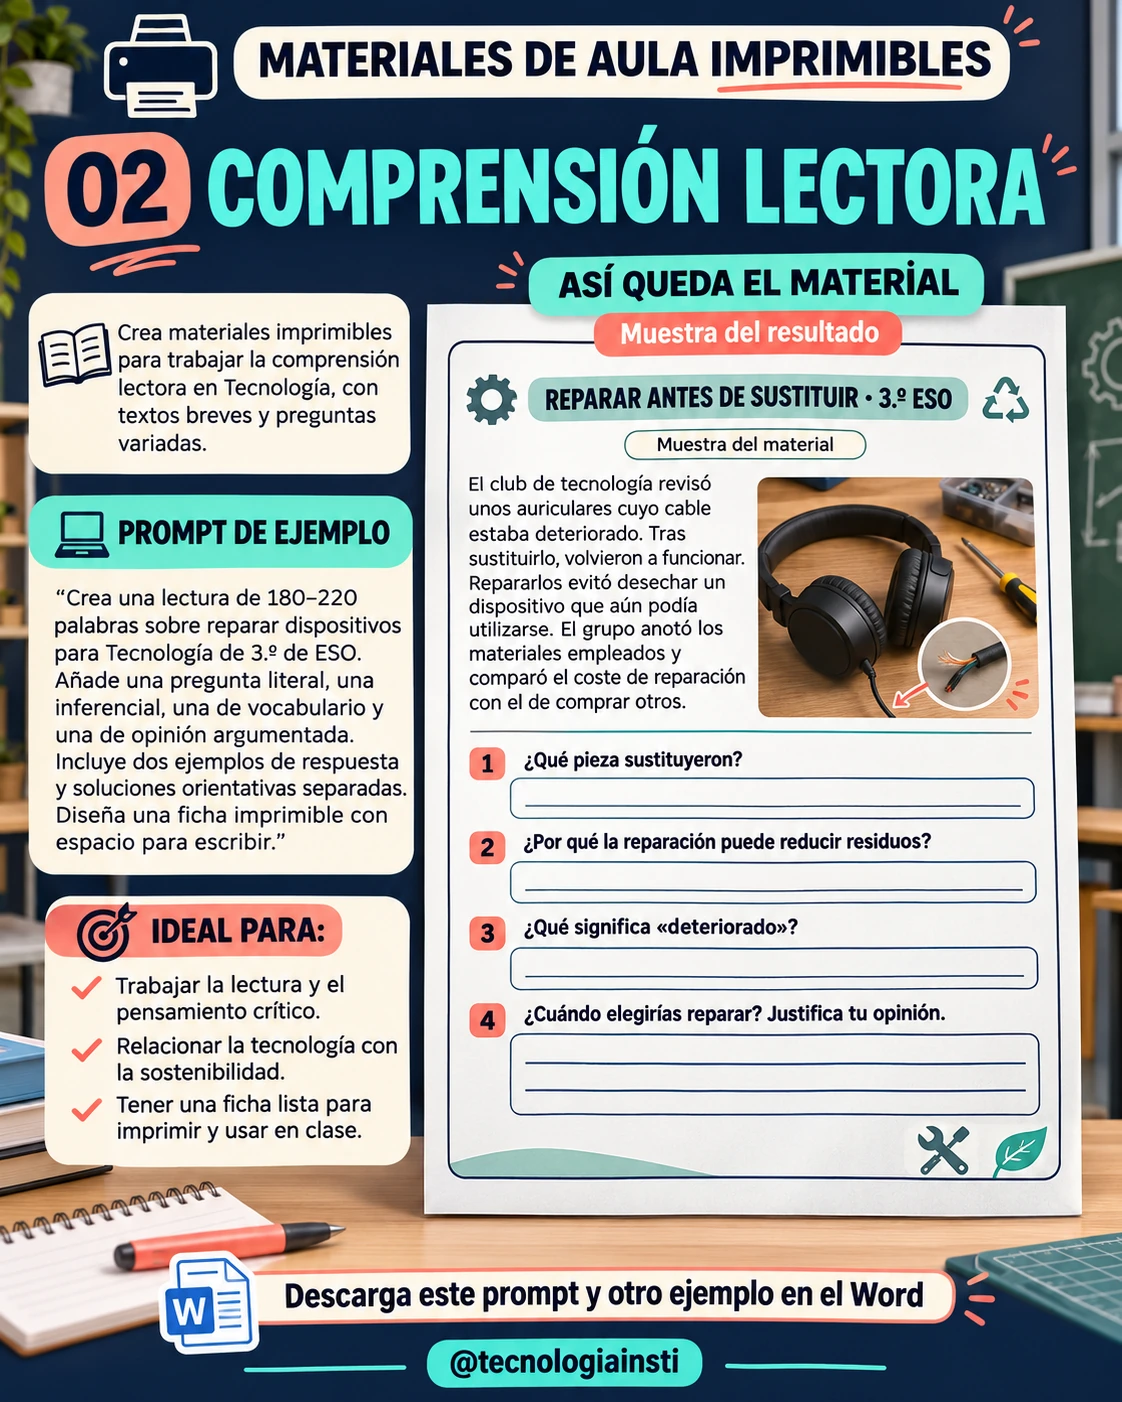 MATERIALES DE AULA IMPRIMIBLES
02 COMPRENSIÓN LECTORA
Crea materiales imprimibles
para trabajar la comprensión
lectora en Tecnología, con
textos breves y preguntas
variadas.
PROMPT DE EJEMPLO
“Crea una lectura de 180–220
palabras sobre reparar dispositivos
para Tecnología de 3.º de ESO.
Añade una pregunta literal, una
inferencial, una de vocabulario y
una de opinión argumentada.
Incluye dos ejemplos de respuesta
y soluciones orientativas separadas.
Diseña una ficha imprimible con
espacio para escribir.”
IDEAL PARA:
Trabajar la lectura y el
pensamiento crítico.
Relacionar la tecnología con
la sostenibilidad.
Tener una ficha lista para
imprimir y usar en clase.
ASÍ QUEDA EL MATERIAL
Muestra del resultado
REPARAR ANTES DE SUSTITUIR • 3.º ESO
Muestra del material
El club de tecnología revisó
unos auriculares cuyo cable
estaba deteriorado. Tras
sustituirlo, volvieron a funcionar.
Repararlos evitó desechar un
dispositivo que aún podía
utilizarse. El grupo anotó los
materiales empleados y
comparó el coste de reparación
con el de comprar otros.
1 ¿Qué pieza sustituyeron?
2 ¿Por qué la reparación puede reducir residuos?
3 ¿Qué significa «deteriorado»?
4 ¿Cuándo elegirías reparar? Justifica tu opinión.
W
Descarga este prompt y otro ejemplo en el Word
@tecnologiainsti